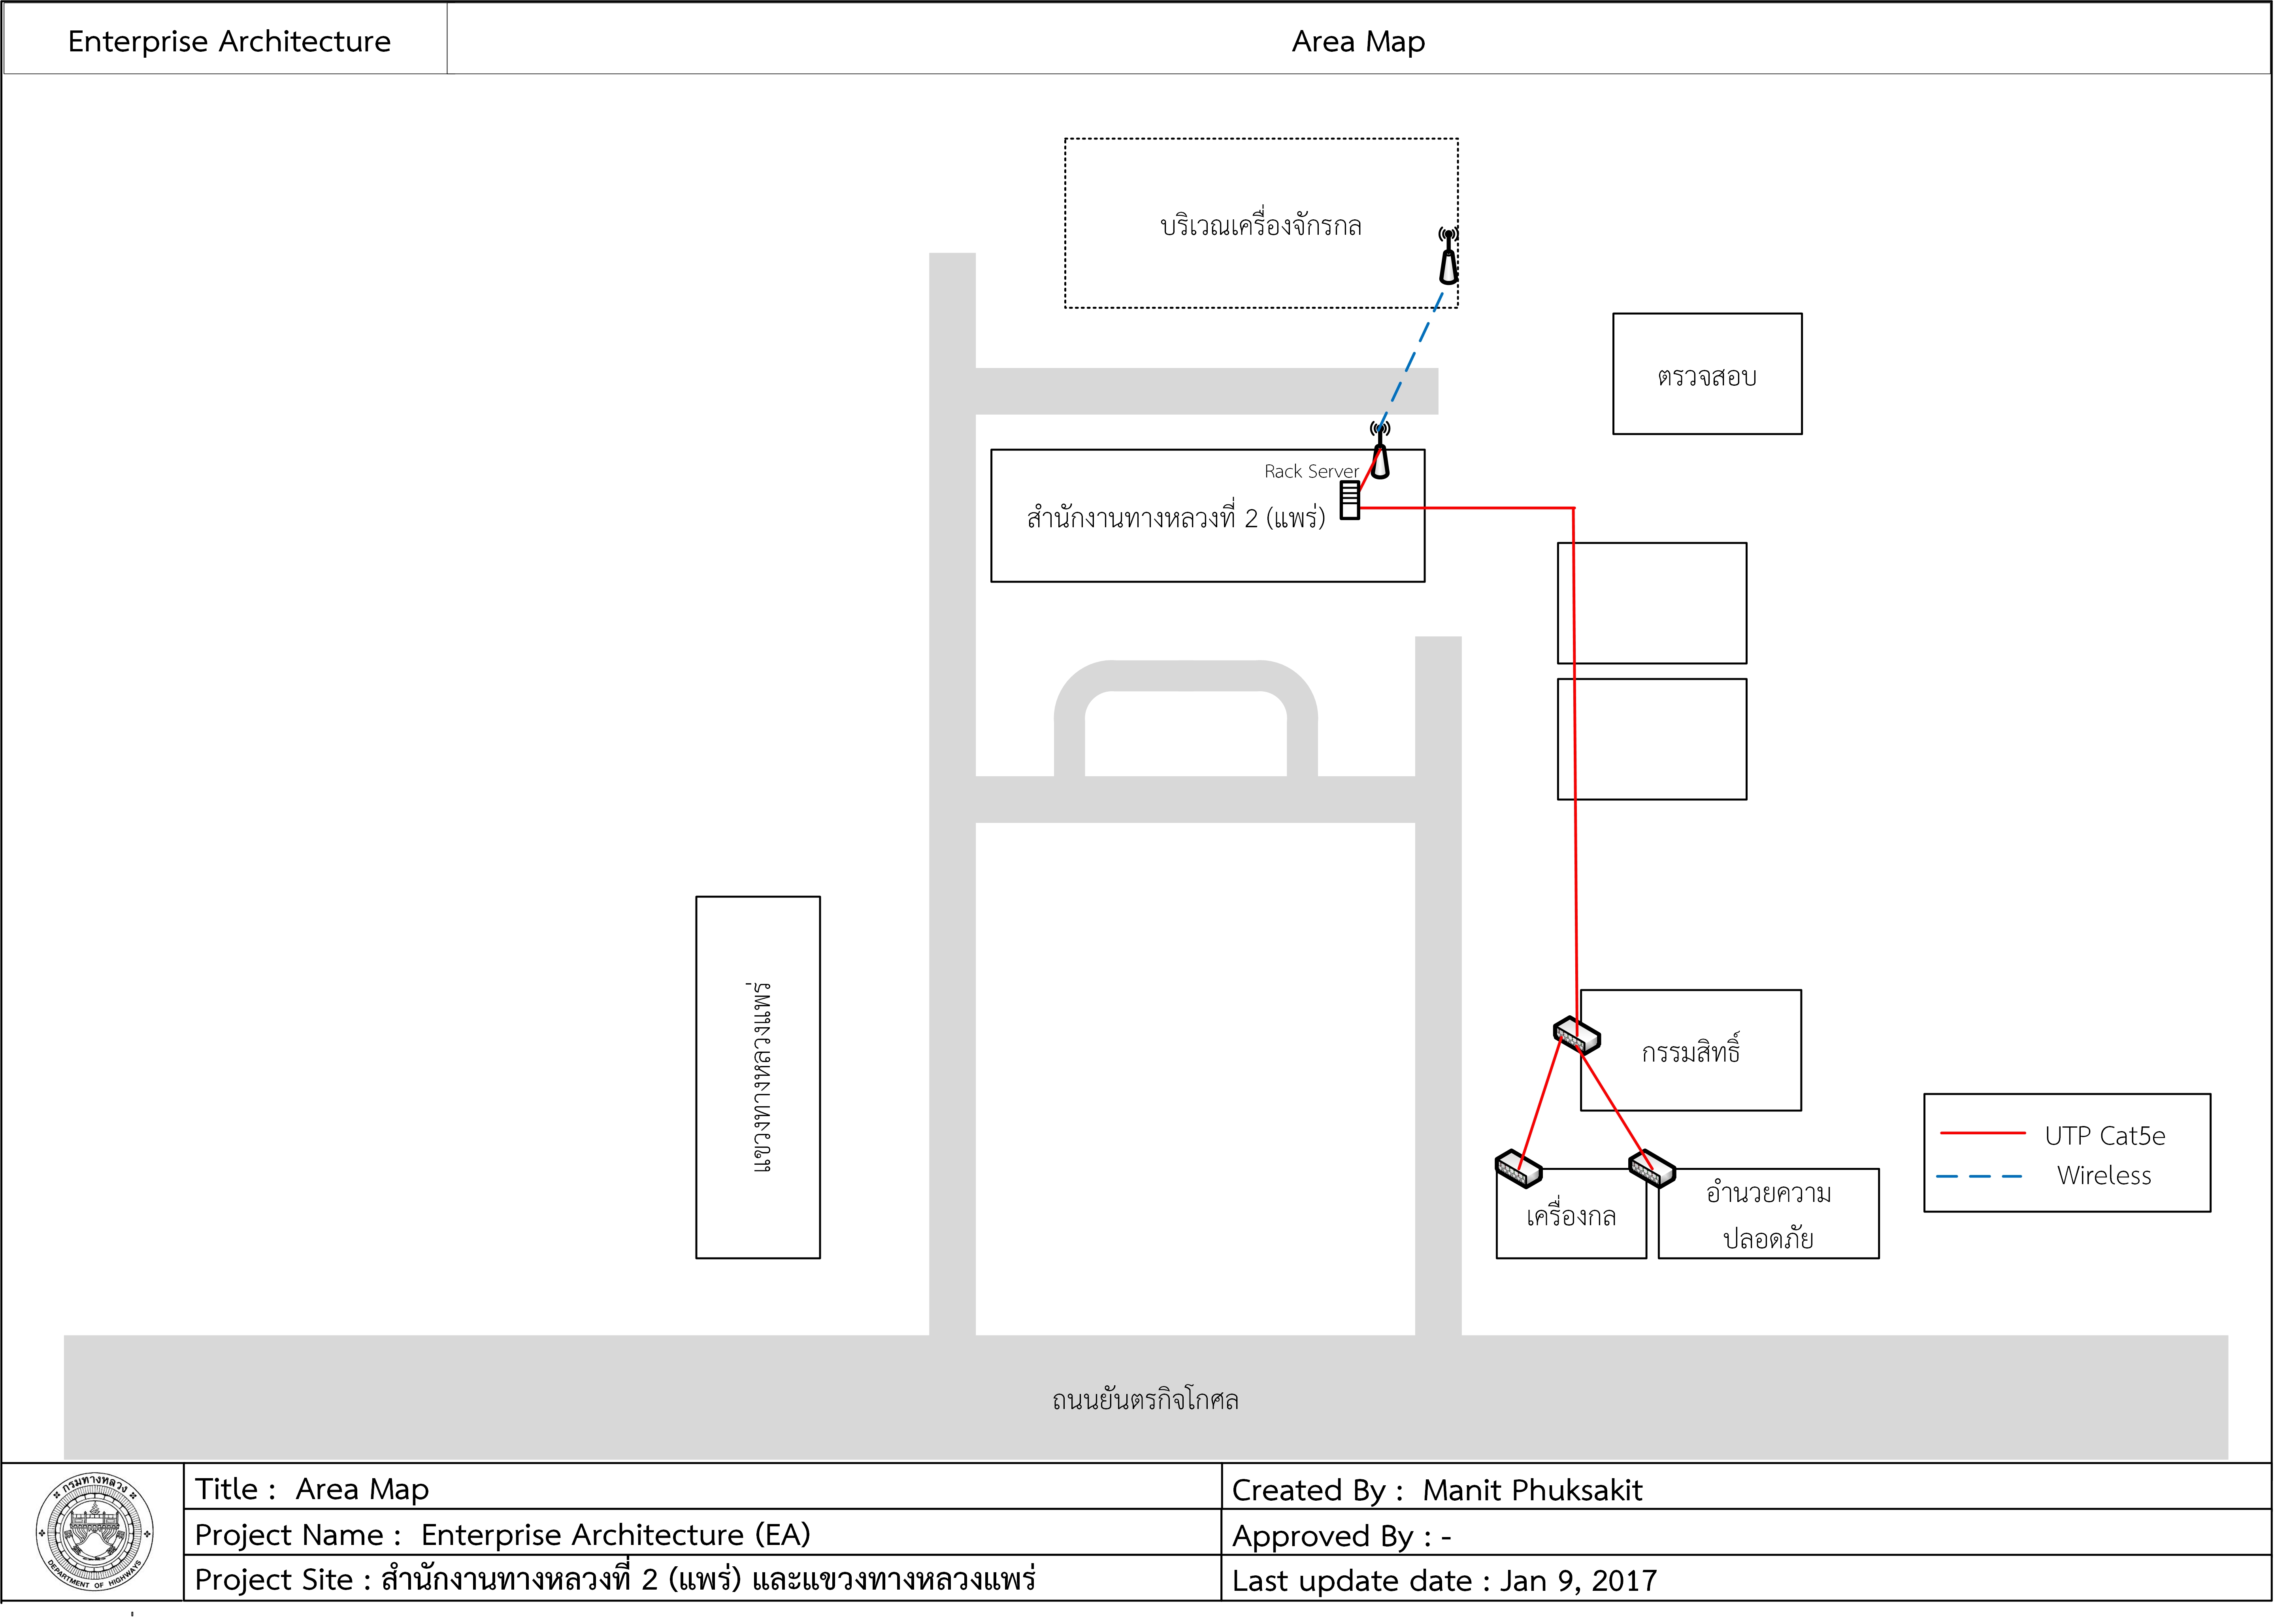 Enterprise Architecture
Area Map
บริเวณเครื่องจักรกล
ตรวจสอบ
Rack Server
สำนักงานทางหลวงที่ 2 (แพร่)
แขวงทางหลวงแพร่
กรรมสิทธิ์
UTP Cat5e
Wireless
เครื่องกล
อำนวยความ
ปลอดภัย
ถนนยันตรกิจโกศล
กรมทางหลวง
DEPARTMENT OF HIGHWAYS
Title : Area Map
Created By : Manit Phuksakit
Project Name : Enterprise Architecture (EA)
Approved By : -
Project Site : สำนักงานทางหลวงที่ 2 (แพร่) และแขวงทางหลวงแพร่
Last update date : Jan 9, 2017